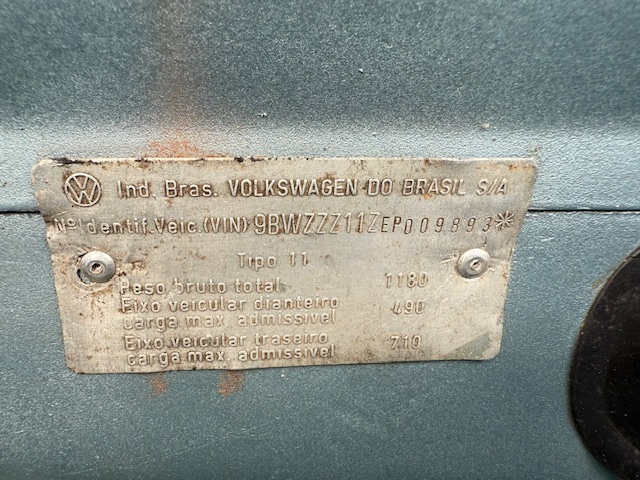 Ind. Bras. VOLKSWAGEN DO BRASIL S/A
Nº Identif. Veic. (VIN) 9BWZZZ11ZEP009893*
Tipo 11
Peso bruto total 1180
Eixo veicular dianteiro
carga max. admissivel 490
Eixo veicular traseiro
carga max. admissivel 710